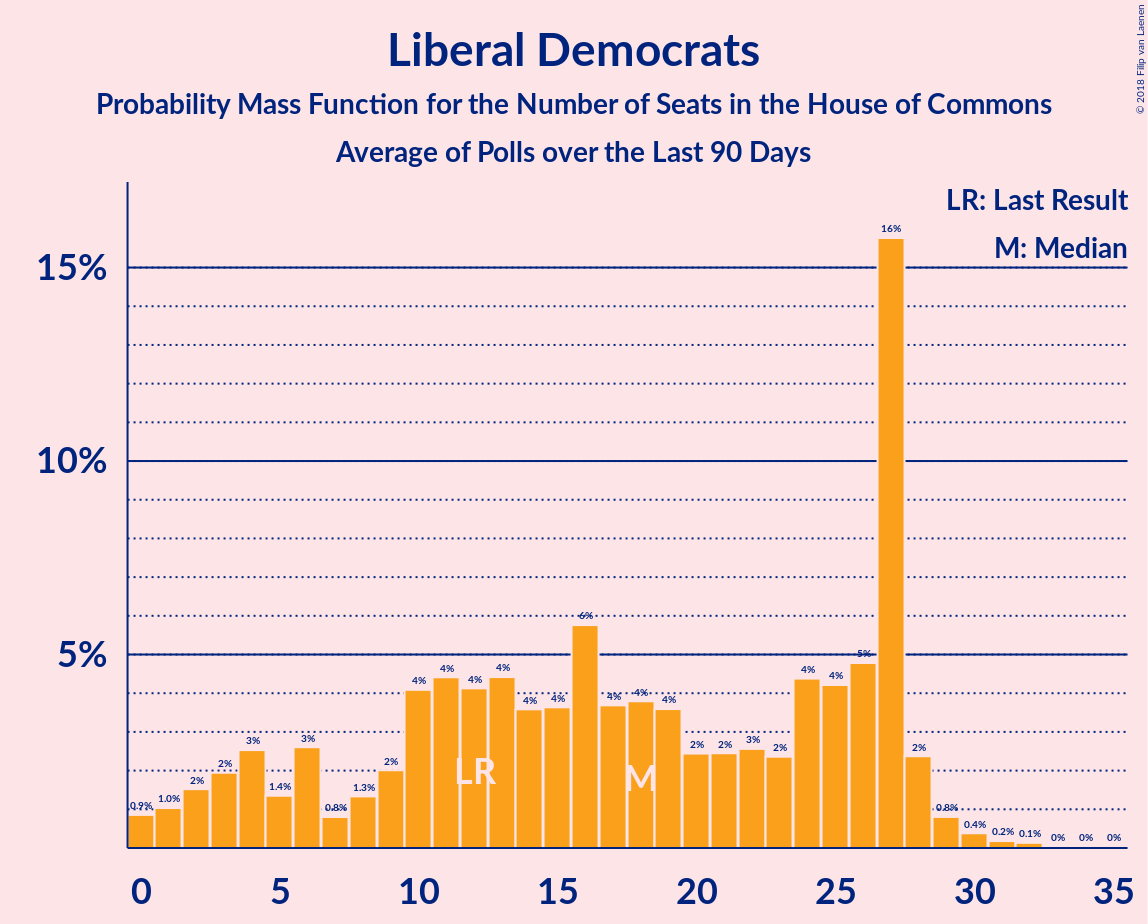 © 2018 Filip van Laenen
Liberal Democrats
Probability Mass Function for the Number of Seats in the House of Commons
Average of Polls over the Last 90 Days
LR: Last Result
M: Median
15%
10%
5%
0.9% 1.0% 2% 2% 3% 1.4% 3% 0.8% 1.3% 2% 4% 4% 4% 4% 4% 4% 6% 4% 4% 4% 2% 2% 3% 2% 4% 4% 5% 16% 2% 0.8% 0.4% 0.2% 0.1% 0% 0% 0%
LR M
0 5 10 15 20 25 30 35